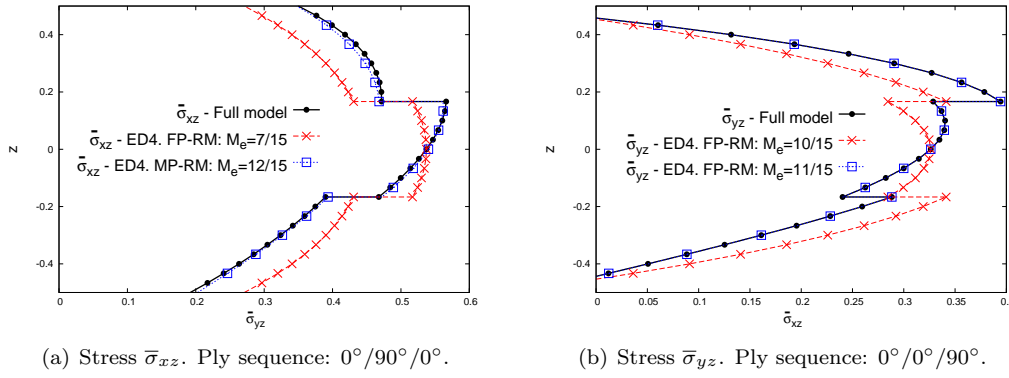 0.4
0.2
0
-0.2
-0.4
z
0
0.1
0.2
0.3
0.4
0.5
0.6
σ̄yz
σ̄xz - Full model
σ̄xz - ED4. FP-RM: Me=7/15
σ̄xz - ED4. MP-RM: Me=12/15
(a) Stress σ̅xz. Ply sequence: 0°/90°/0°.
0.4
0.2
0
-0.2
-0.4
z
0
0.05
0.1
0.15
0.2
0.25
0.3
0.35
0.
σ̄xz
σ̄yz - Full model
σ̄yz - ED4. FP-RM: Me=10/15
σ̄yz - ED4. FP-RM: Me=11/15
(b) Stress σ̅yz. Ply sequence: 0°/0°/90°.